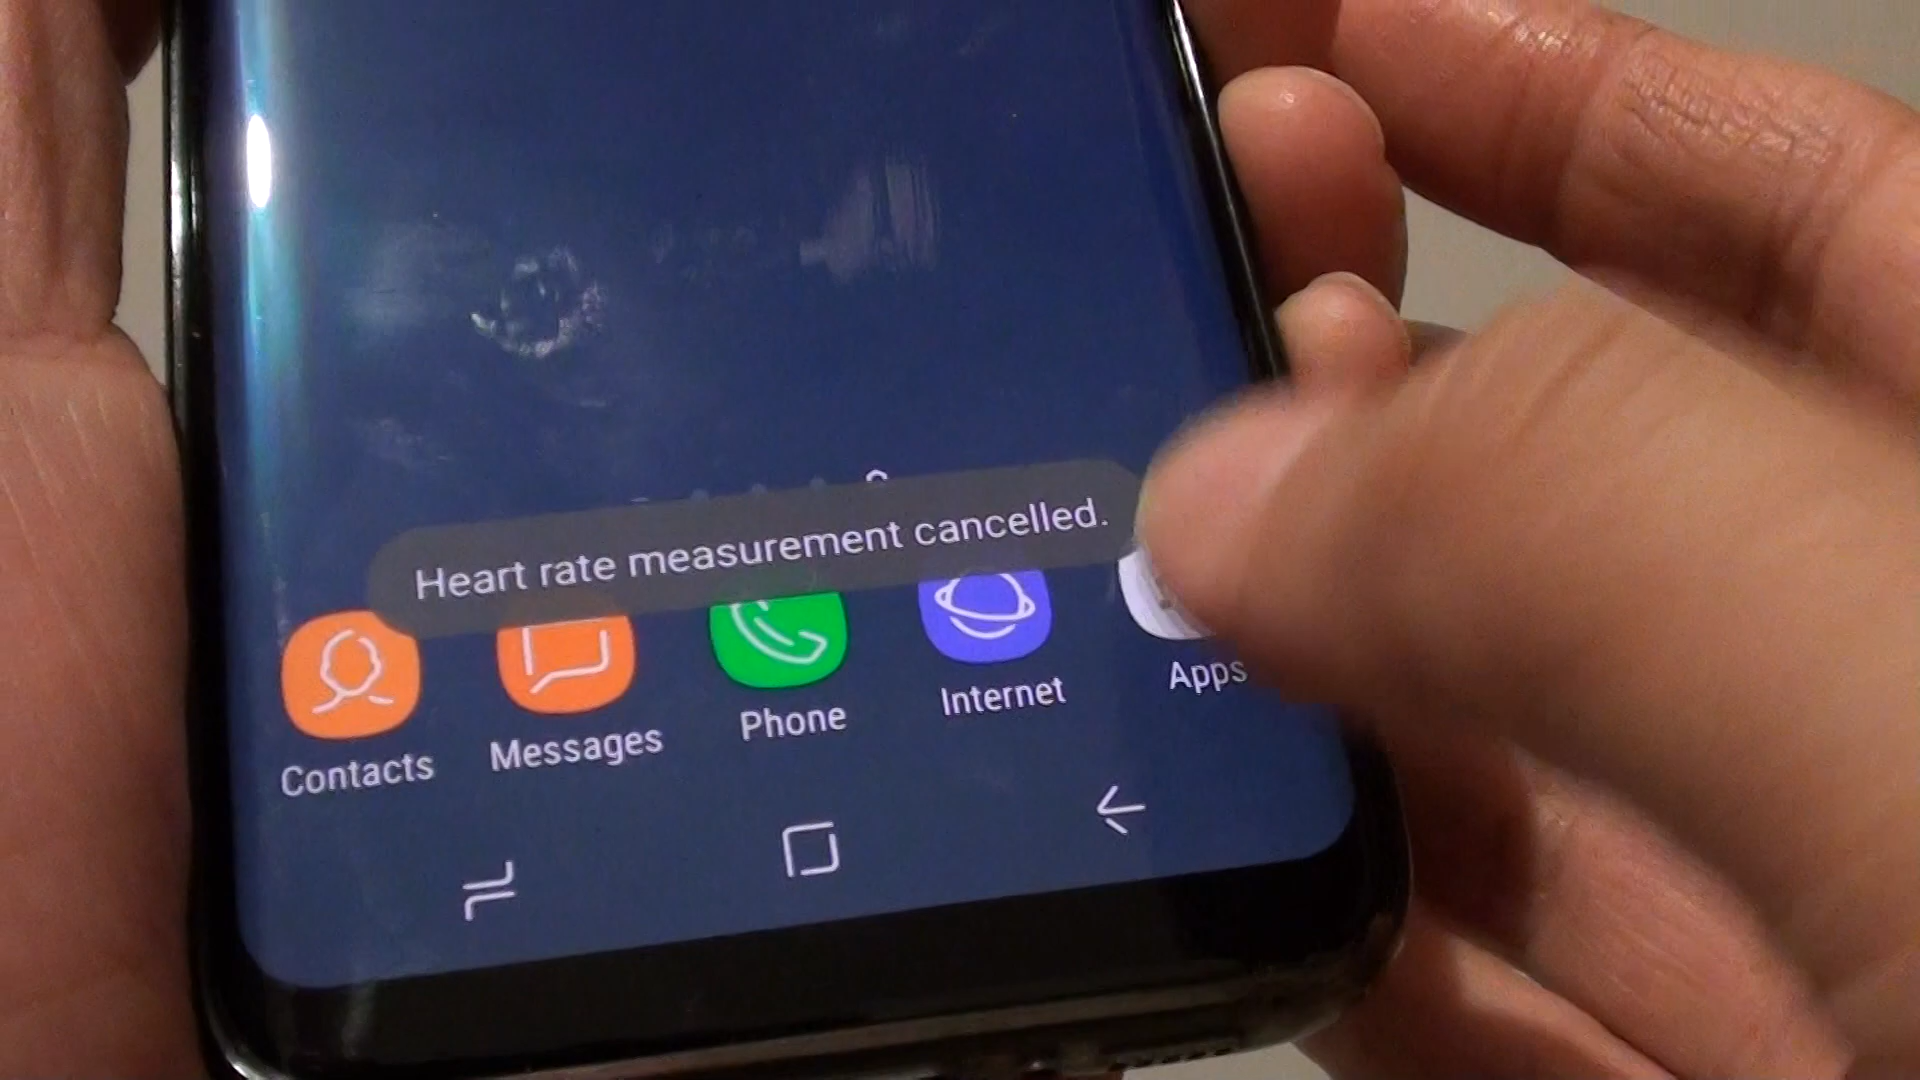 Heart rate measurement cancelled.
Contacts
Messages
Phone
Internet
Apps